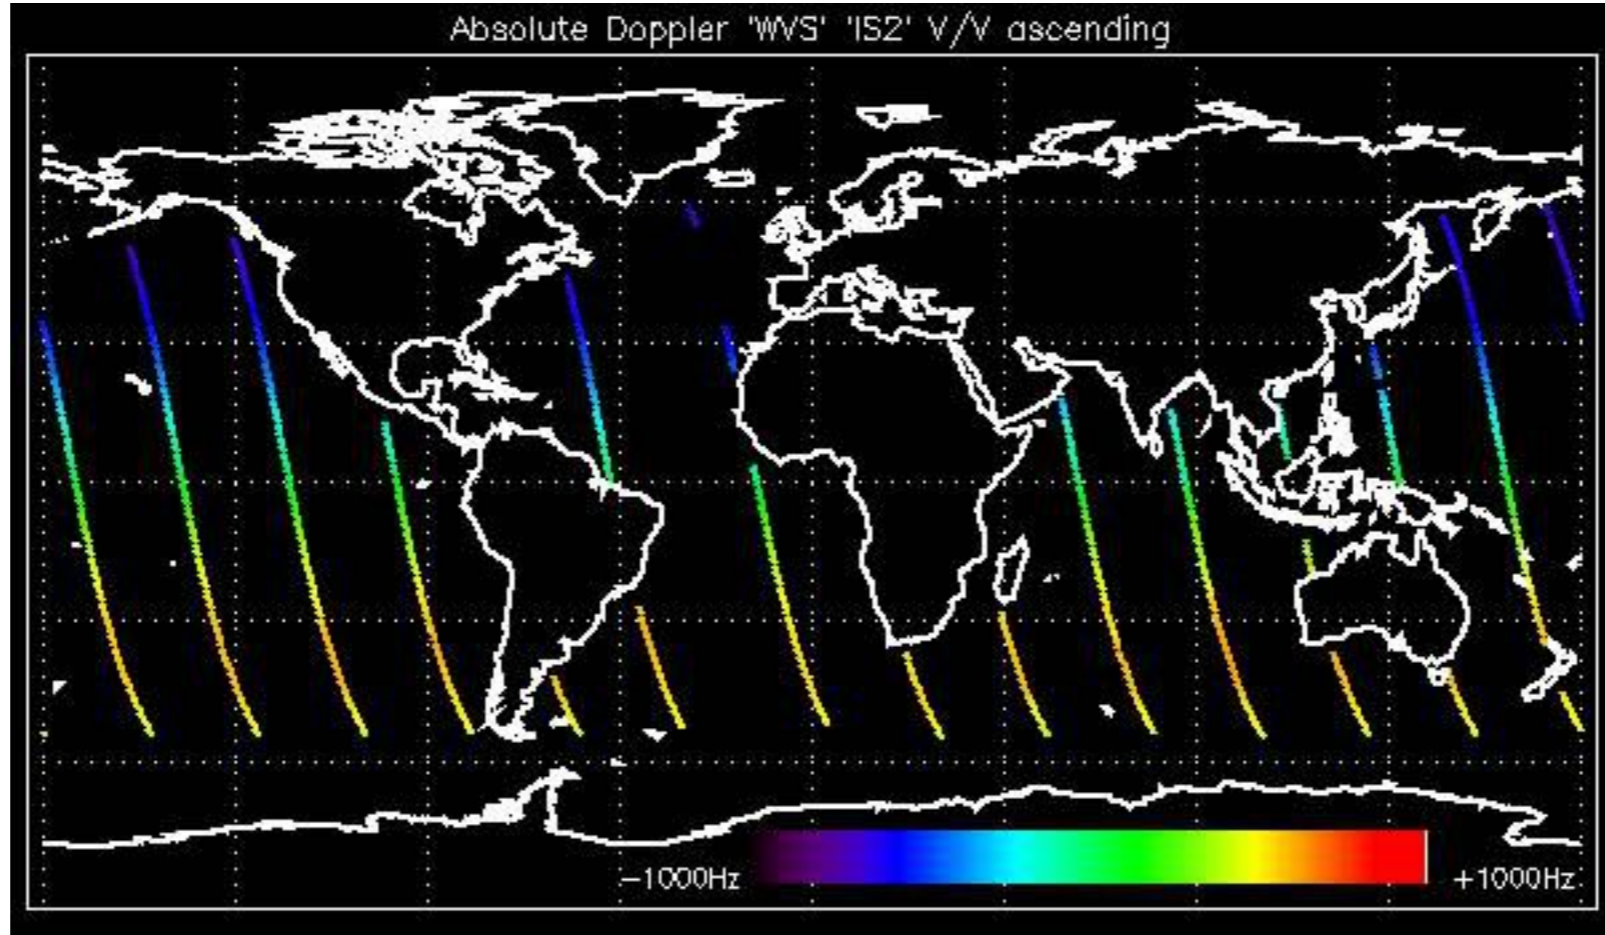 Absolute Doppler 'WVS' 'IS2' V/V ascending
-1000Hz
+1000Hz